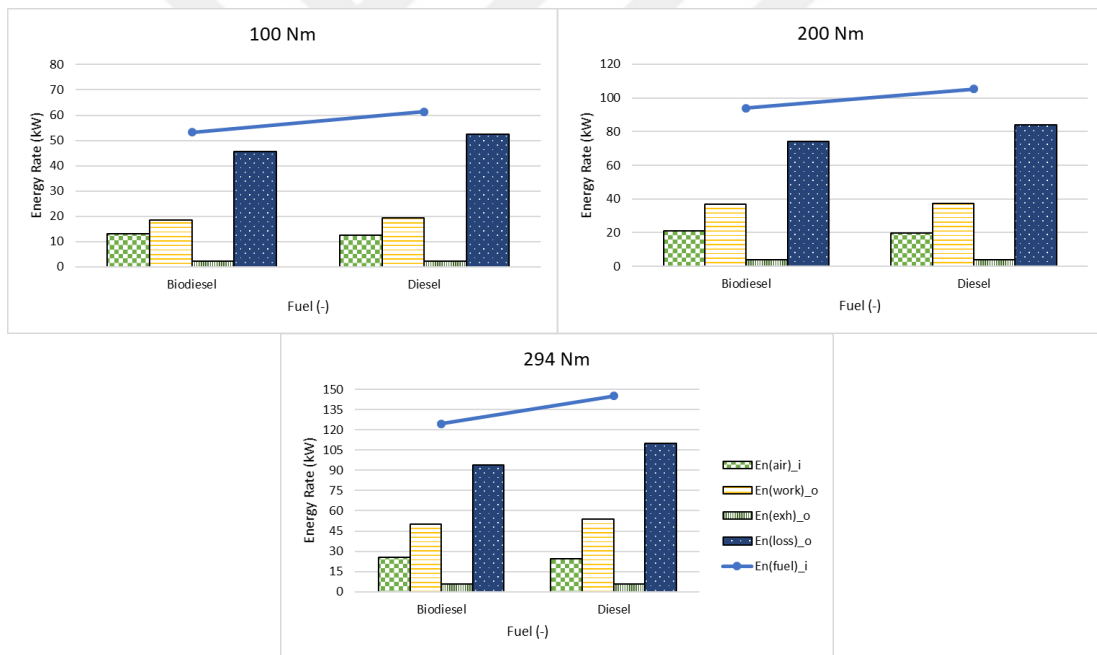 100 Nm
80
70
60
50
40
30
20
10
0
Energy Rate (kW)
Biodiesel Diesel
Fuel (-)
200 Nm
120
100
80
60
40
20
0
Energy Rate (kW)
Biodiesel Diesel
Fuel (-)
294 Nm
150
135
120
105
90
75
60
45
30
15
0
Energy Rate (kW)
Biodiesel Diesel
Fuel (-)
En(air)_i
En(work)_o
En(exh)_o
En(loss)_o
En(fuel)_i